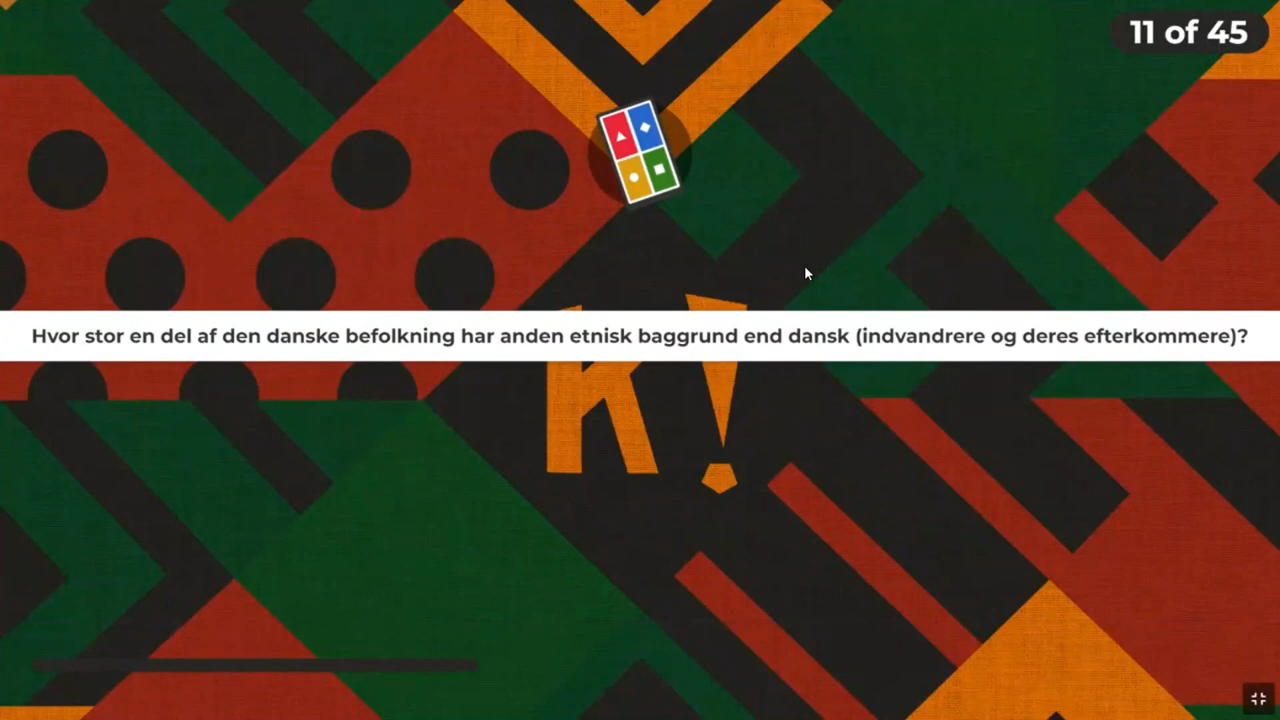 11 of 45
Hvor stor en del af den danske befolkning har anden etnisk baggrund end dansk (indvandrere og deres efterkommere)?
K!